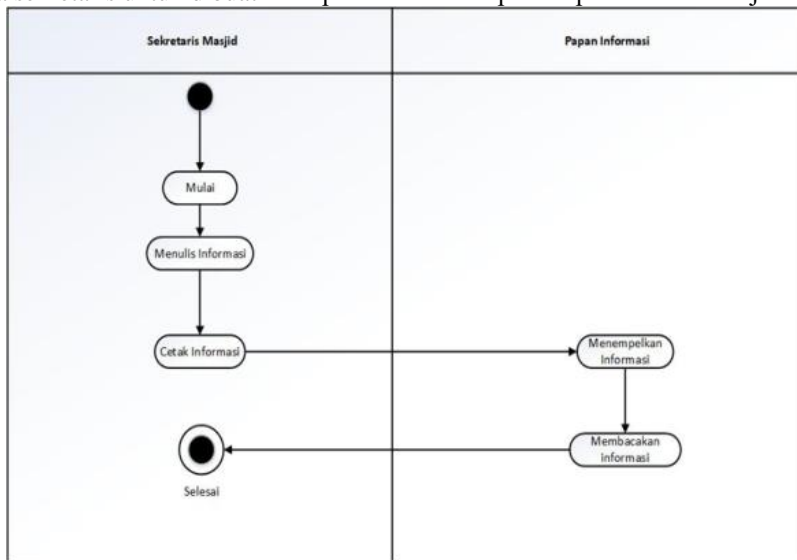 Sekretaris Masjid
Papan Informasi
Mulai
Menulis Informasi
Cetak Informasi
Menempelkan
Informasi
Membacakan
informasi
Selesai